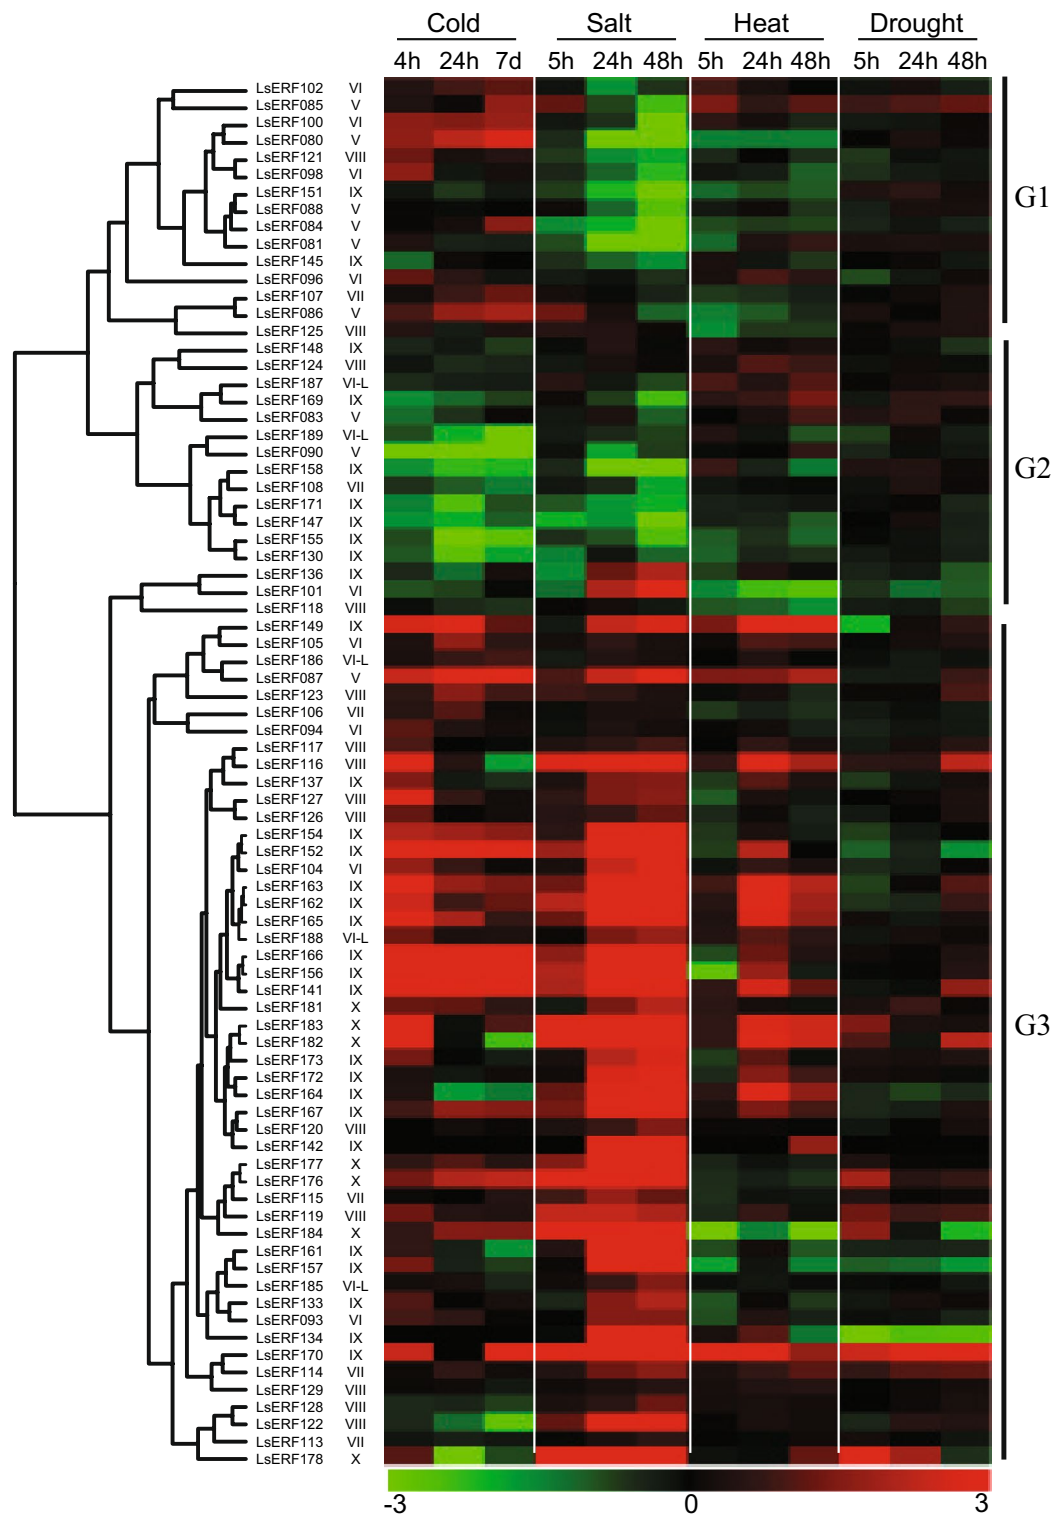 Cold Salt Heat Drought
4h 24h 7d 5h 24h 48h 5h 24h 48h 5h 24h 48h
LsERF102 VI
LsERF085 V
LsERF100 VI
LsERF080 V
LsERF121 VIII
LsERF098 VI
LsERF151 IX
LsERF088 V
LsERF084 V
LsERF081 V
LsERF145 IX
LsERF096 VI
LsERF107 VII
LsERF086 V
LsERF125 VIII
G1
LsERF148 IX
LsERF124 VIII
LsERF187 VI-L
LsERF169 IX
LsERF083 V
LsERF189 VI-L
LsERF090 V
LsERF158 IX
LsERF108 VII
LsERF171 IX
LsERF147 IX
LsERF155 IX
LsERF130 IX
LsERF136 IX
LsERF101 VI
LsERF118 VIII
G2
LsERF149 IX
LsERF105 VI
LsERF186 VI-L
LsERF087 V
LsERF123 VIII
LsERF106 VII
LsERF094 VI
LsERF117 VIII
LsERF116 VIII
LsERF137 IX
LsERF127 VIII
LsERF126 VIII
LsERF154 IX
LsERF152 IX
LsERF104 VI
LsERF163 IX
LsERF162 IX
LsERF165 IX
LsERF188 VI-L
LsERF166 IX
LsERF156 IX
LsERF141 IX
LsERF181 X
LsERF183 X
LsERF182 X
LsERF173 IX
LsERF172 IX
LsERF164 IX
LsERF167 IX
LsERF120 VIII
LsERF142 IX
LsERF177 X
LsERF176 X
LsERF115 VII
LsERF119 VIII
LsERF184 X
LsERF161 IX
LsERF157 IX
LsERF185 VI-L
LsERF133 IX
LsERF093 VI
LsERF134 IX
LsERF170 IX
LsERF114 VII
LsERF129 VIII
LsERF128 VIII
LsERF122 VIII
LsERF113 VII
LsERF178 X
G3
-3 0 3